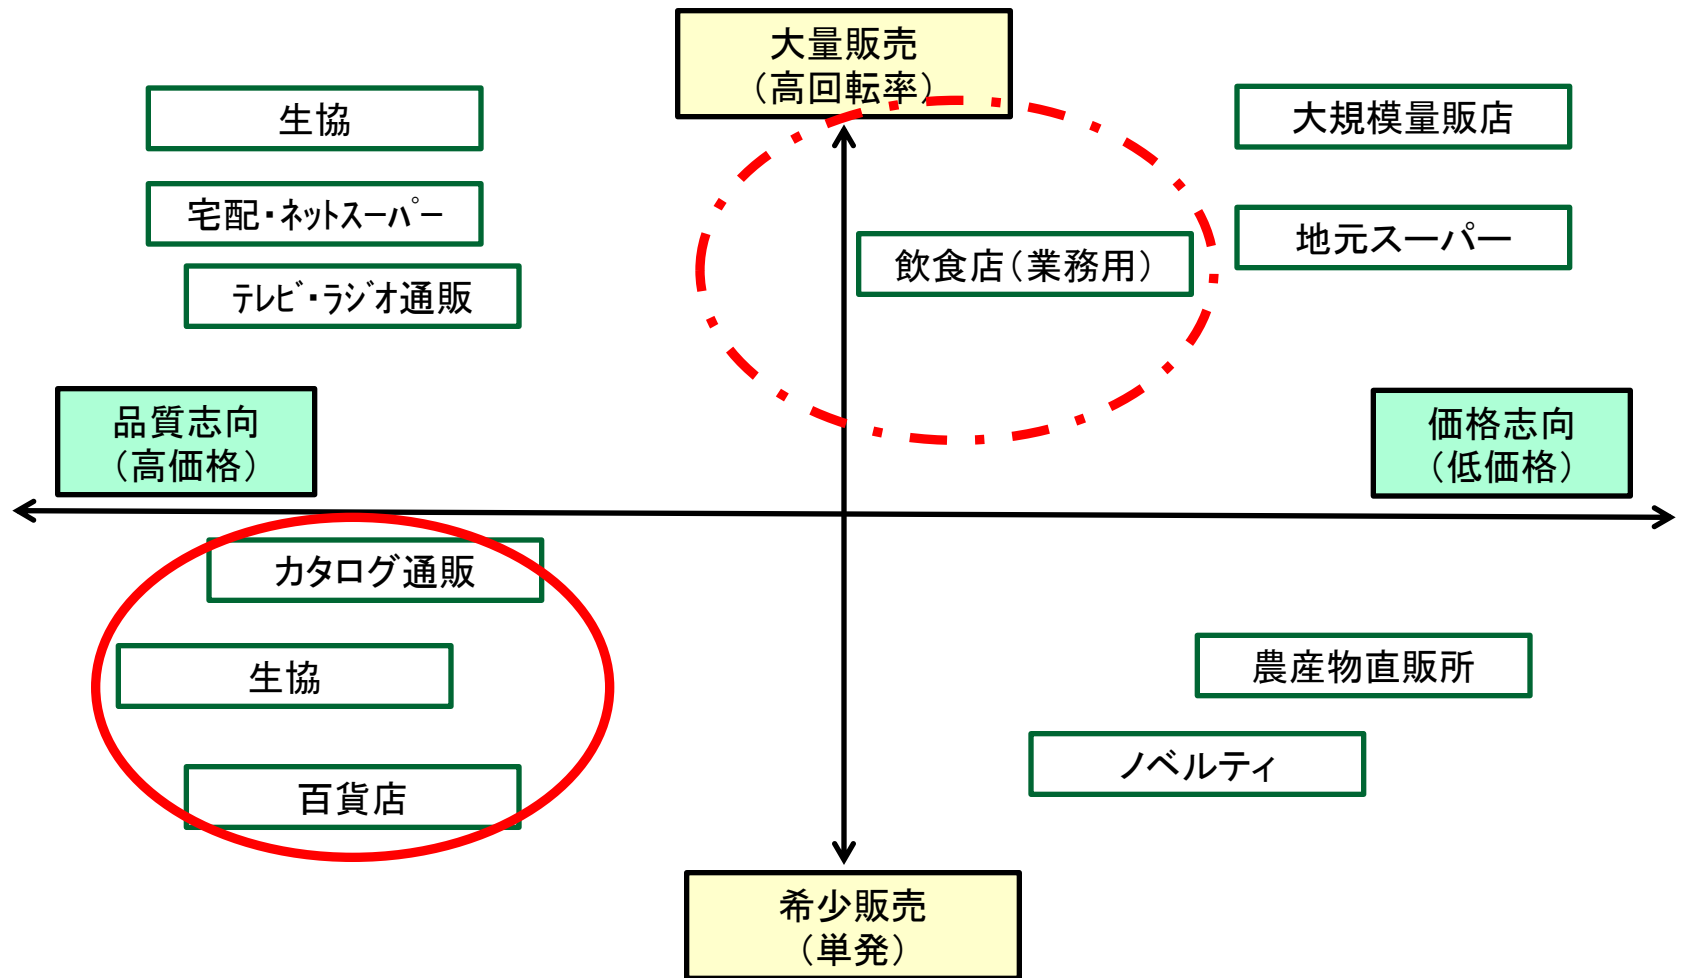 大量販売
（高回転率）
生協
大規模量販店
宅配・ネットスーパー
地元スーパー
飲食店（業務用）
テレビ・ラジオ通販
品質志向
（高価格）
価格志向
（低価格）
カタログ通販
生協
農産物直販所
ノベルティ
百貨店
希少販売
（単発）